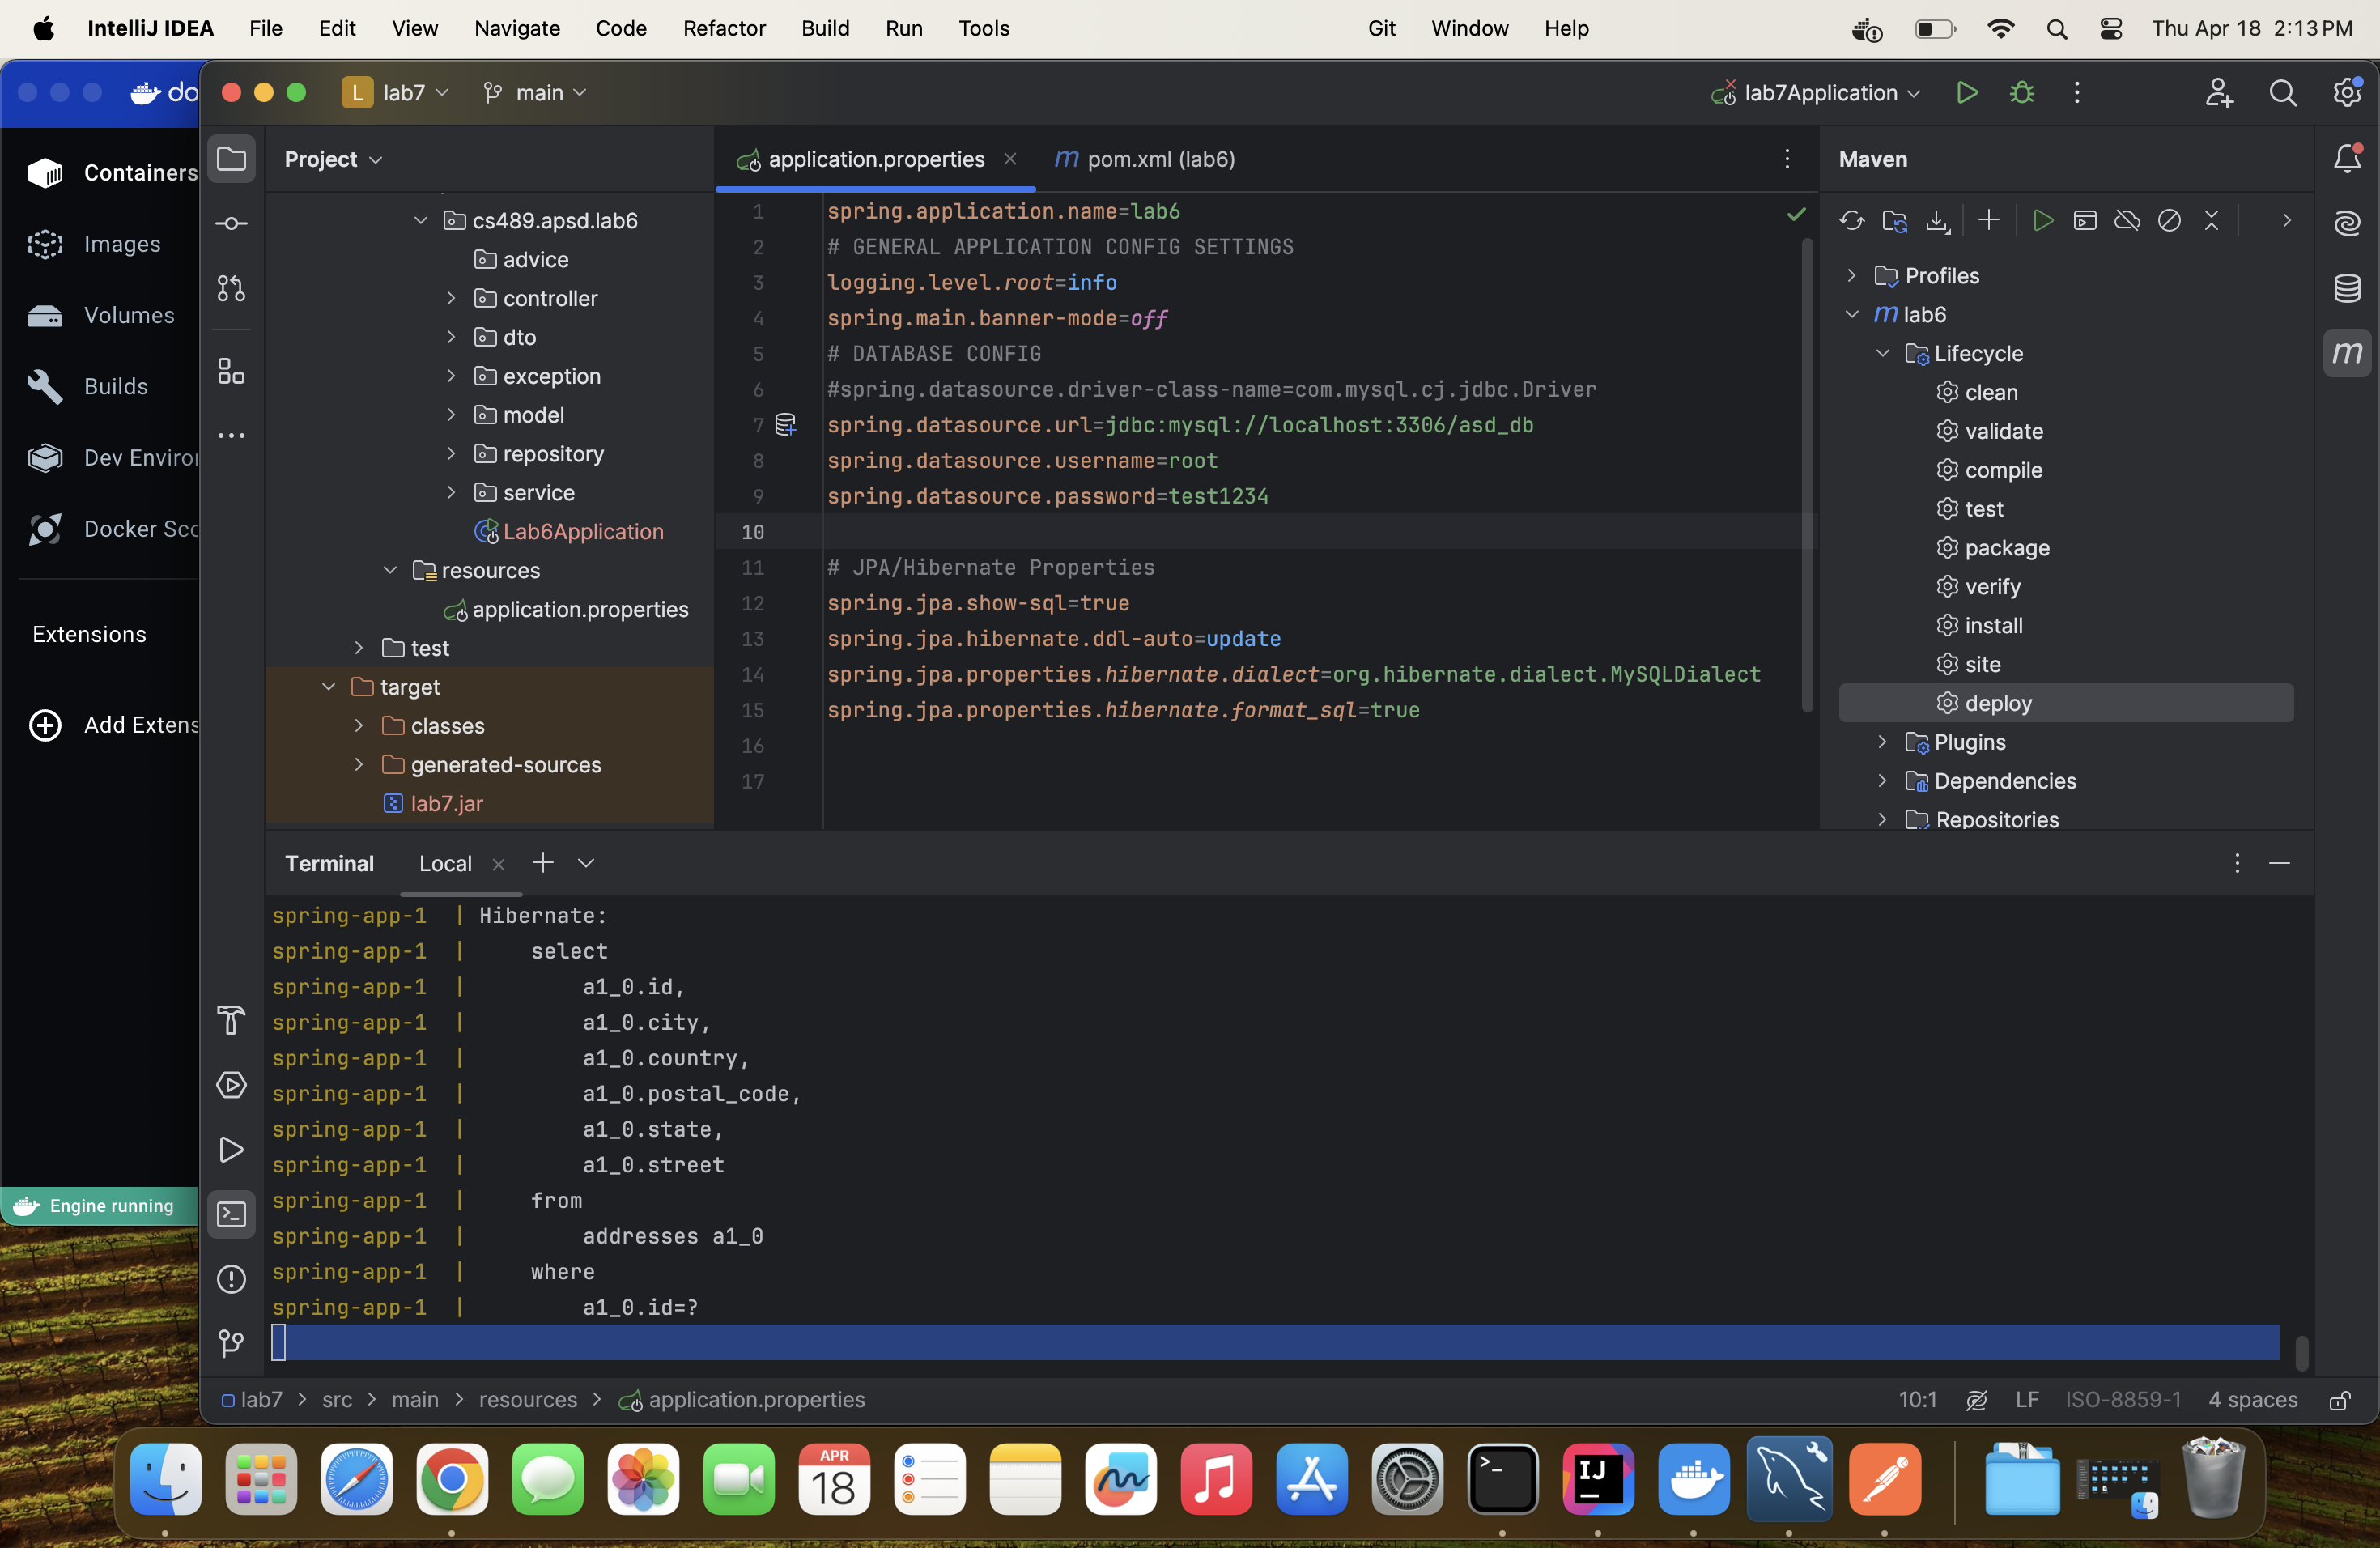 IntelliJ IDEA File Edit View Navigate Code Refactor Build Run Tools Git Window Help Thu Apr 18 2:13 PM
do
Containers
Images
Volumes
Builds
Dev Enviro
Docker Sc
Extensions
Add Extens
Engine running
L lab7 main lab7Application
Project
cs489.apsd.lab6
advice
controller
dto
exception
model
repository
service
Lab6Application
resources
application.properties
test
target
classes
generated-sources
lab7.jar
application.properties m pom.xml (lab6)
1 spring.application.name=lab6
2 # GENERAL APPLICATION CONFIG SETTINGS
3 logging.level.root=info
4 spring.main.banner-mode=off
5 # DATABASE CONFIG
6 #spring.datasource.driver-class-name=com.mysql.cj.jdbc.Driver
7 spring.datasource.url=jdbc:mysql://localhost:3306/asd_db
8 spring.datasource.username=root
9 spring.datasource.password=test1234
10
11 # JPA/Hibernate Properties
12 spring.jpa.show-sql=true
13 spring.jpa.hibernate.ddl-auto=update
14 spring.jpa.properties.hibernate.dialect=org.hibernate.dialect.MySQLDialect
15 spring.jpa.properties.hibernate.format_sql=true
16
17
Maven
Profiles
m lab6
Lifecycle
clean
validate
compile
test
package
verify
install
site
deploy
Plugins
Dependencies
Repositories
m
Terminal Local
spring-app-1 | Hibernate:
spring-app-1 | select
spring-app-1 | a1_0.id,
spring-app-1 | a1_0.city,
spring-app-1 | a1_0.country,
spring-app-1 | a1_0.postal_code,
spring-app-1 | a1_0.state,
spring-app-1 | a1_0.street
spring-app-1 | from
spring-app-1 | addresses a1_0
spring-app-1 | where
spring-app-1 | a1_0.id=?
lab7 > src > main > resources > application.properties 10:1 LF ISO-8859-1 4 spaces
APR
18
IJ